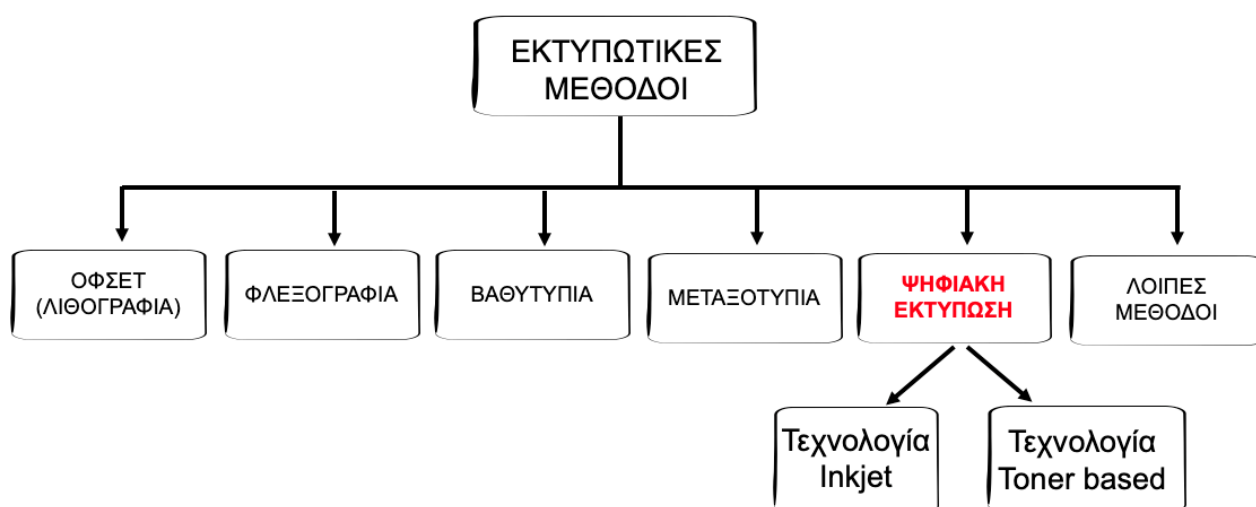 ΕΚΤΥΠΩΤΙΚΕΣ
ΜΕΘΟΔΟΙ
ΟΦΣΕΤ
(ΛΙΘΟΓΡΑΦΙΑ)
ΦΛΕΞΟΓΡΑΦΙΑ
ΒΑΘΥΤΥΠΙΑ
ΜΕΤΑΞΟΤΥΠΙΑ
ΨΗΦΙΑΚΗ
ΕΚΤΥΠΩΣΗ
ΛΟΙΠΕΣ
ΜΕΘΟΔΟΙ
Τεχνολογία
Inkjet
Τεχνολογία
Toner based